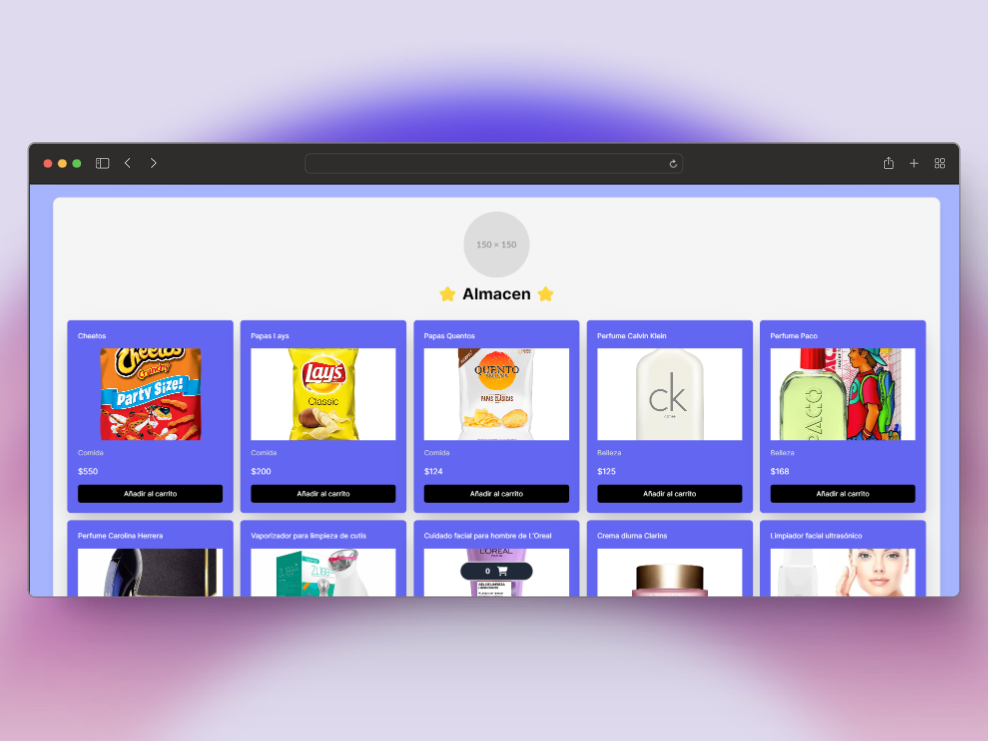 150 × 150
Almacen
Cheetos
Papas Lays
Papas Quentos
Perfume Calvin Klein
Perfume Paco
Cheetos
Crunchy
Party Size!
Lay's
Classic
QUENTO
PAPAS CLÁSICAS
ck
one
PACO
Comida
Comida
Comida
Belleza
Belleza
$550
$200
$124
$125
$168
Añadir al carrito
Añadir al carrito
Añadir al carrito
Añadir al carrito
Añadir al carrito
Perfume Carolina Herrera
Vaporizador para limpieza de cutis
Cuidado facial para hombre de L'Oreal
Crema diurna Clarins
Limpiador facial ultrasónico
L'OREAL
0